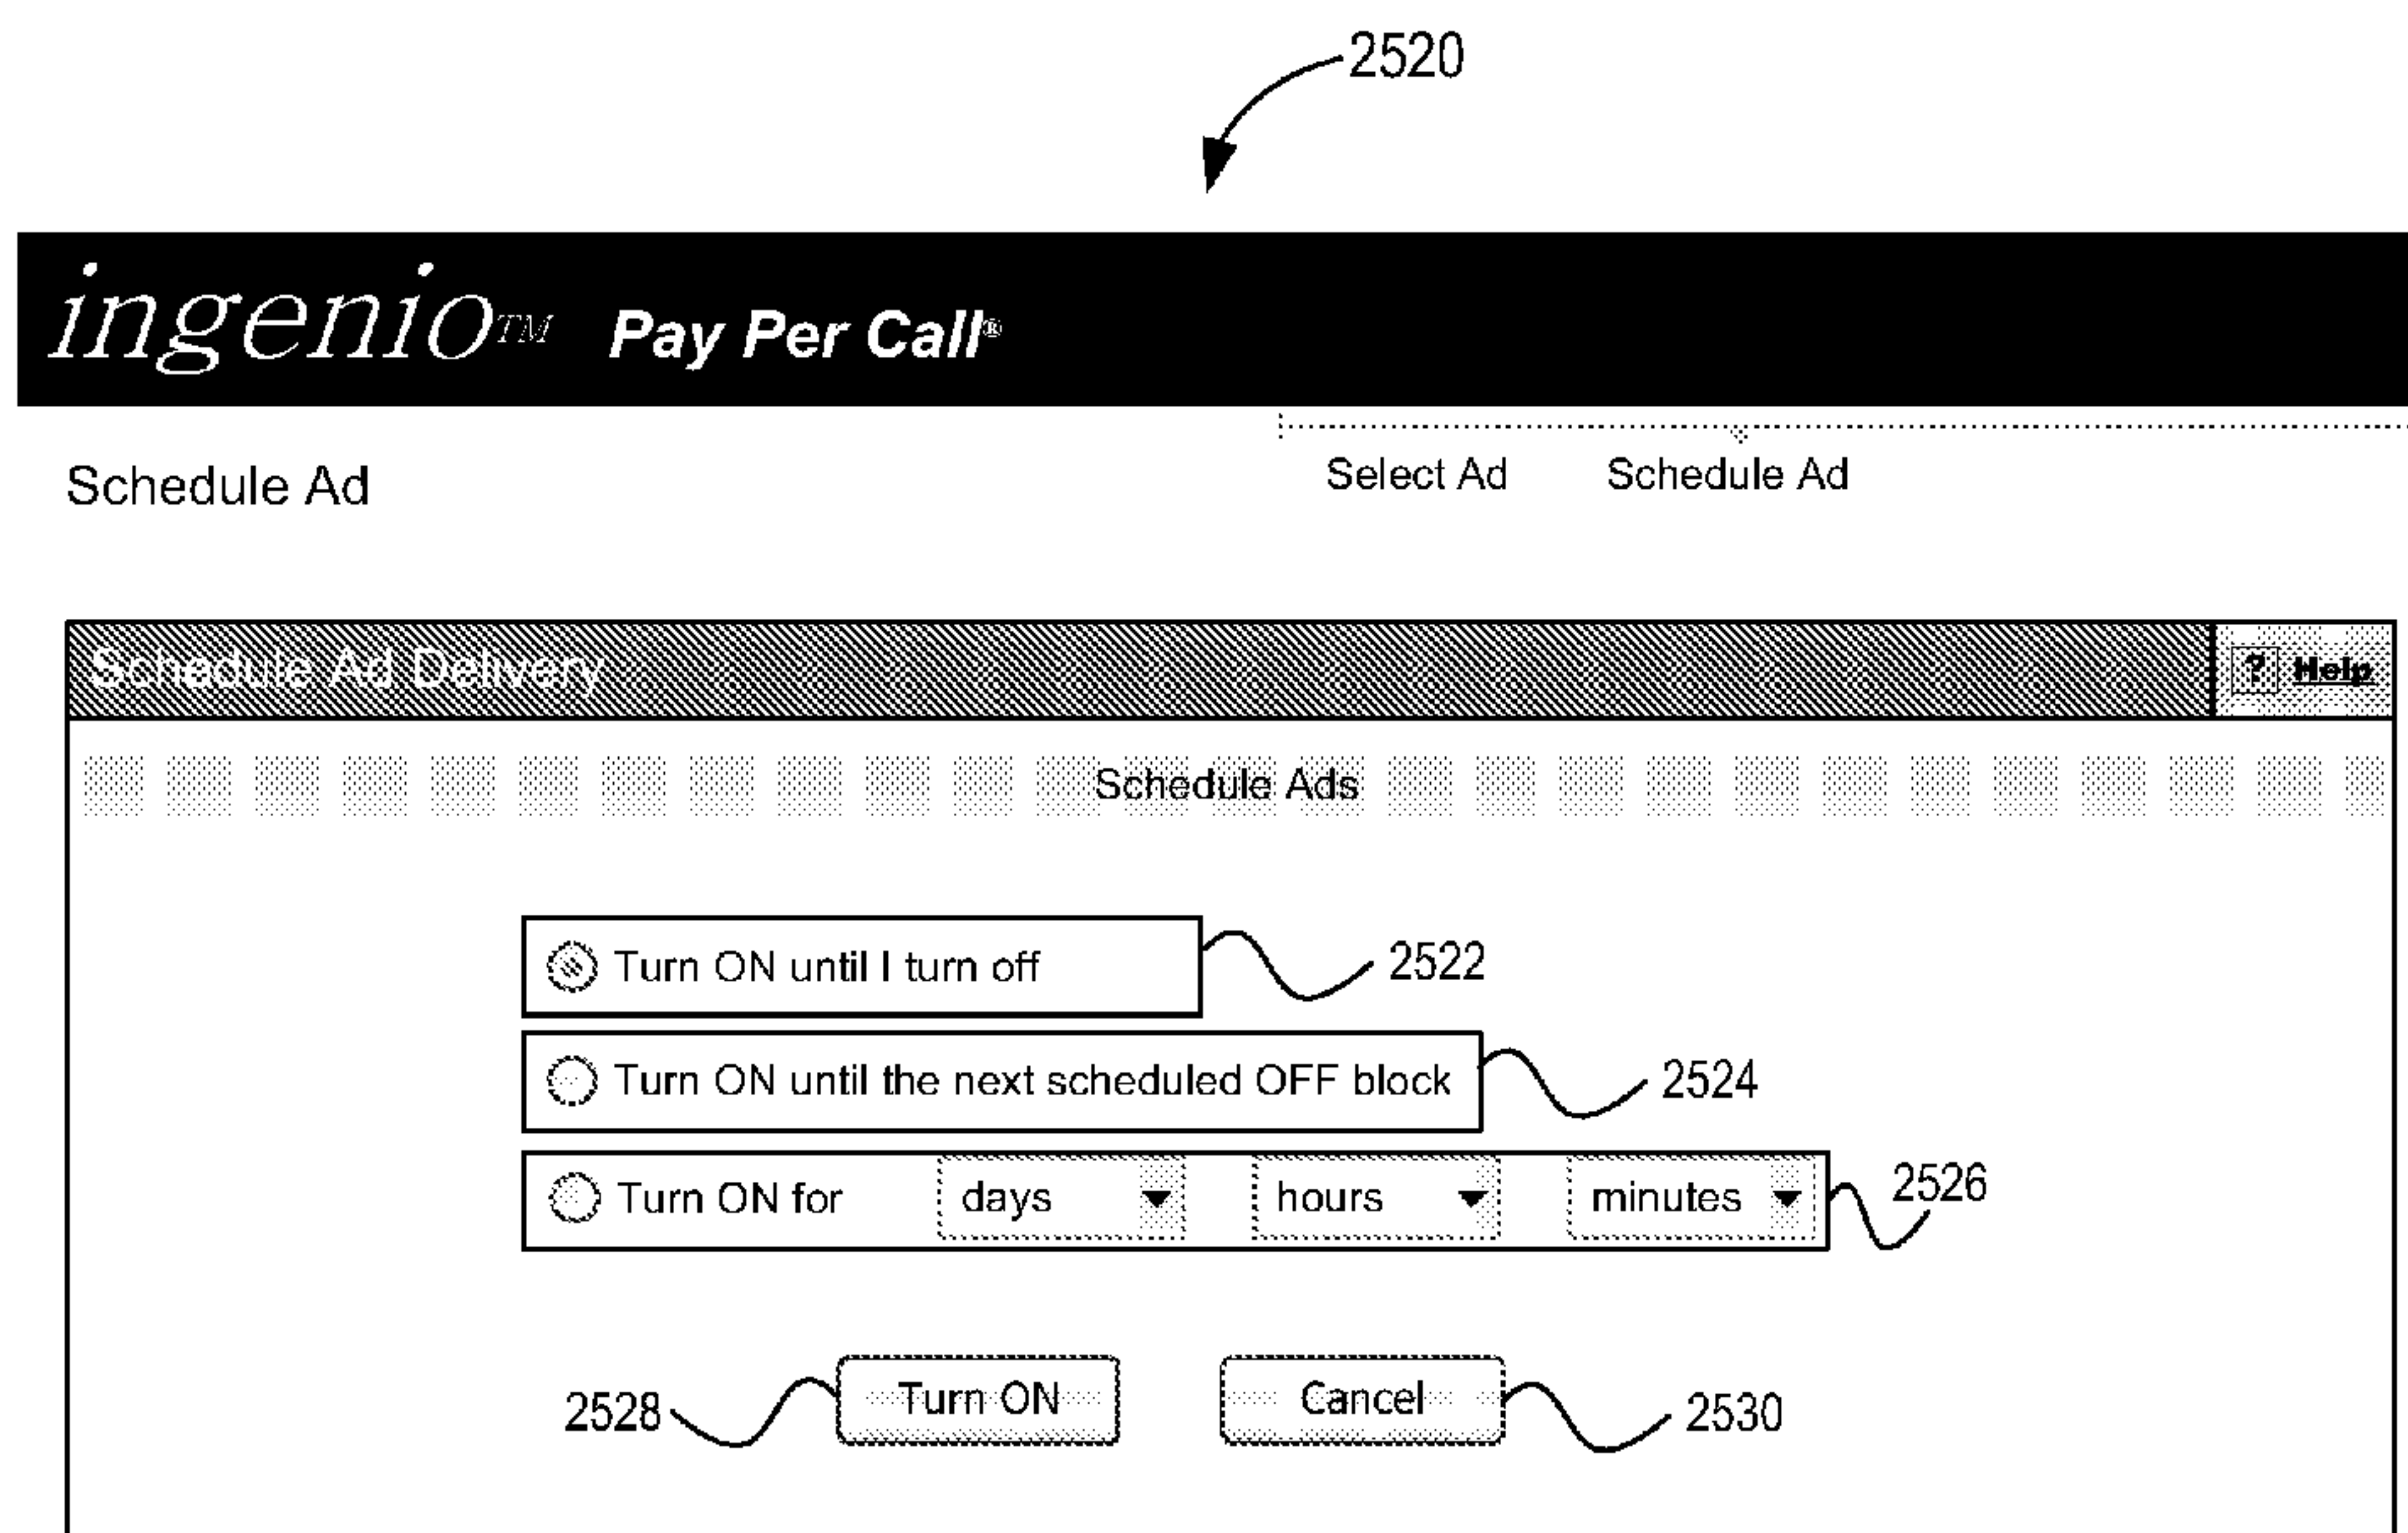 2520
ingenio™ Pay Per Call®
Schedule Ad
Select Ad Schedule Ad
Schedule Ad Delivery
? Help
Schedule Ads
Turn ON until I turn off
2522
Turn ON until the next scheduled OFF block
2524
Turn ON for days hours minutes
2526
2528
Turn ON
Cancel
2530